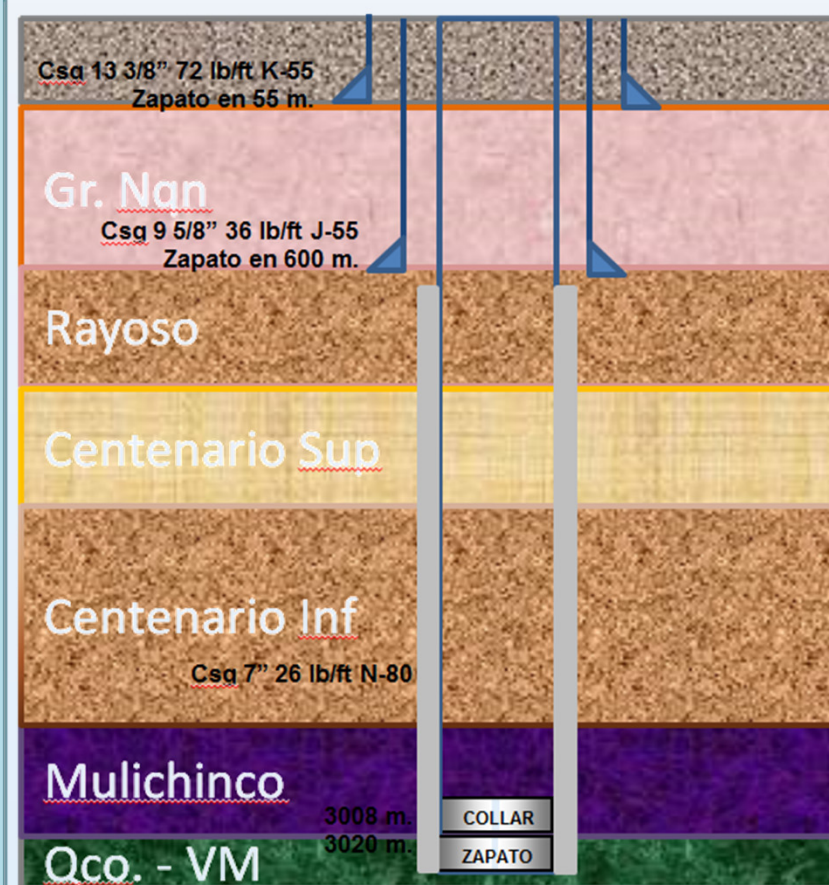 Csg 13 3/8” 72 lb/ft K-55
Zapato en 55 m.
Gr. Nqn
Csg 9 5/8” 36 lb/ft J-55
Zapato en 600 m.
Rayoso
Centenario Sup
Centenario Inf
Csg 7” 26 lb/ft N-80
Mulichinco
3008 m. COLLAR
3020 m. ZAPATO
Qco. - VM